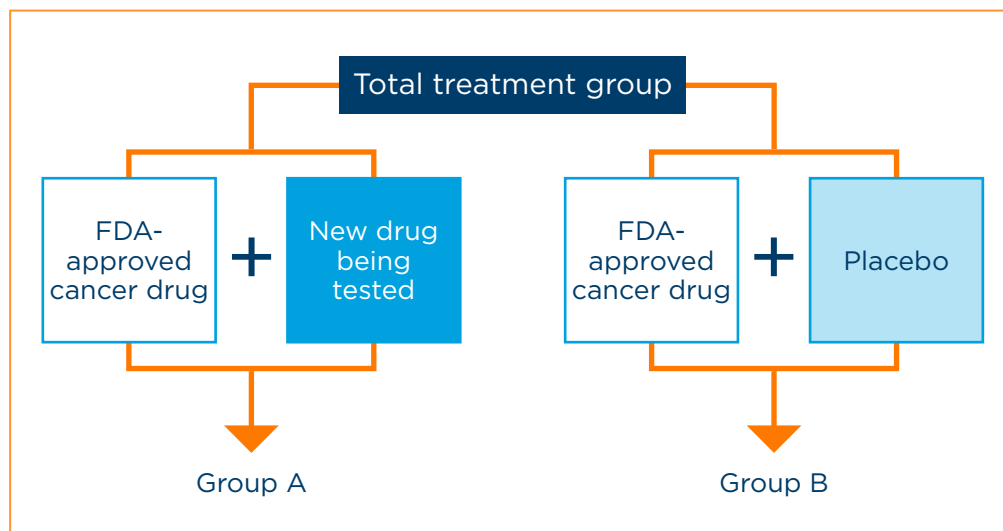 Total treatment group
FDA-
approved
cancer drug
+
New drug
being
tested
FDA-
approved
cancer drug
+
Placebo
Group A
Group B